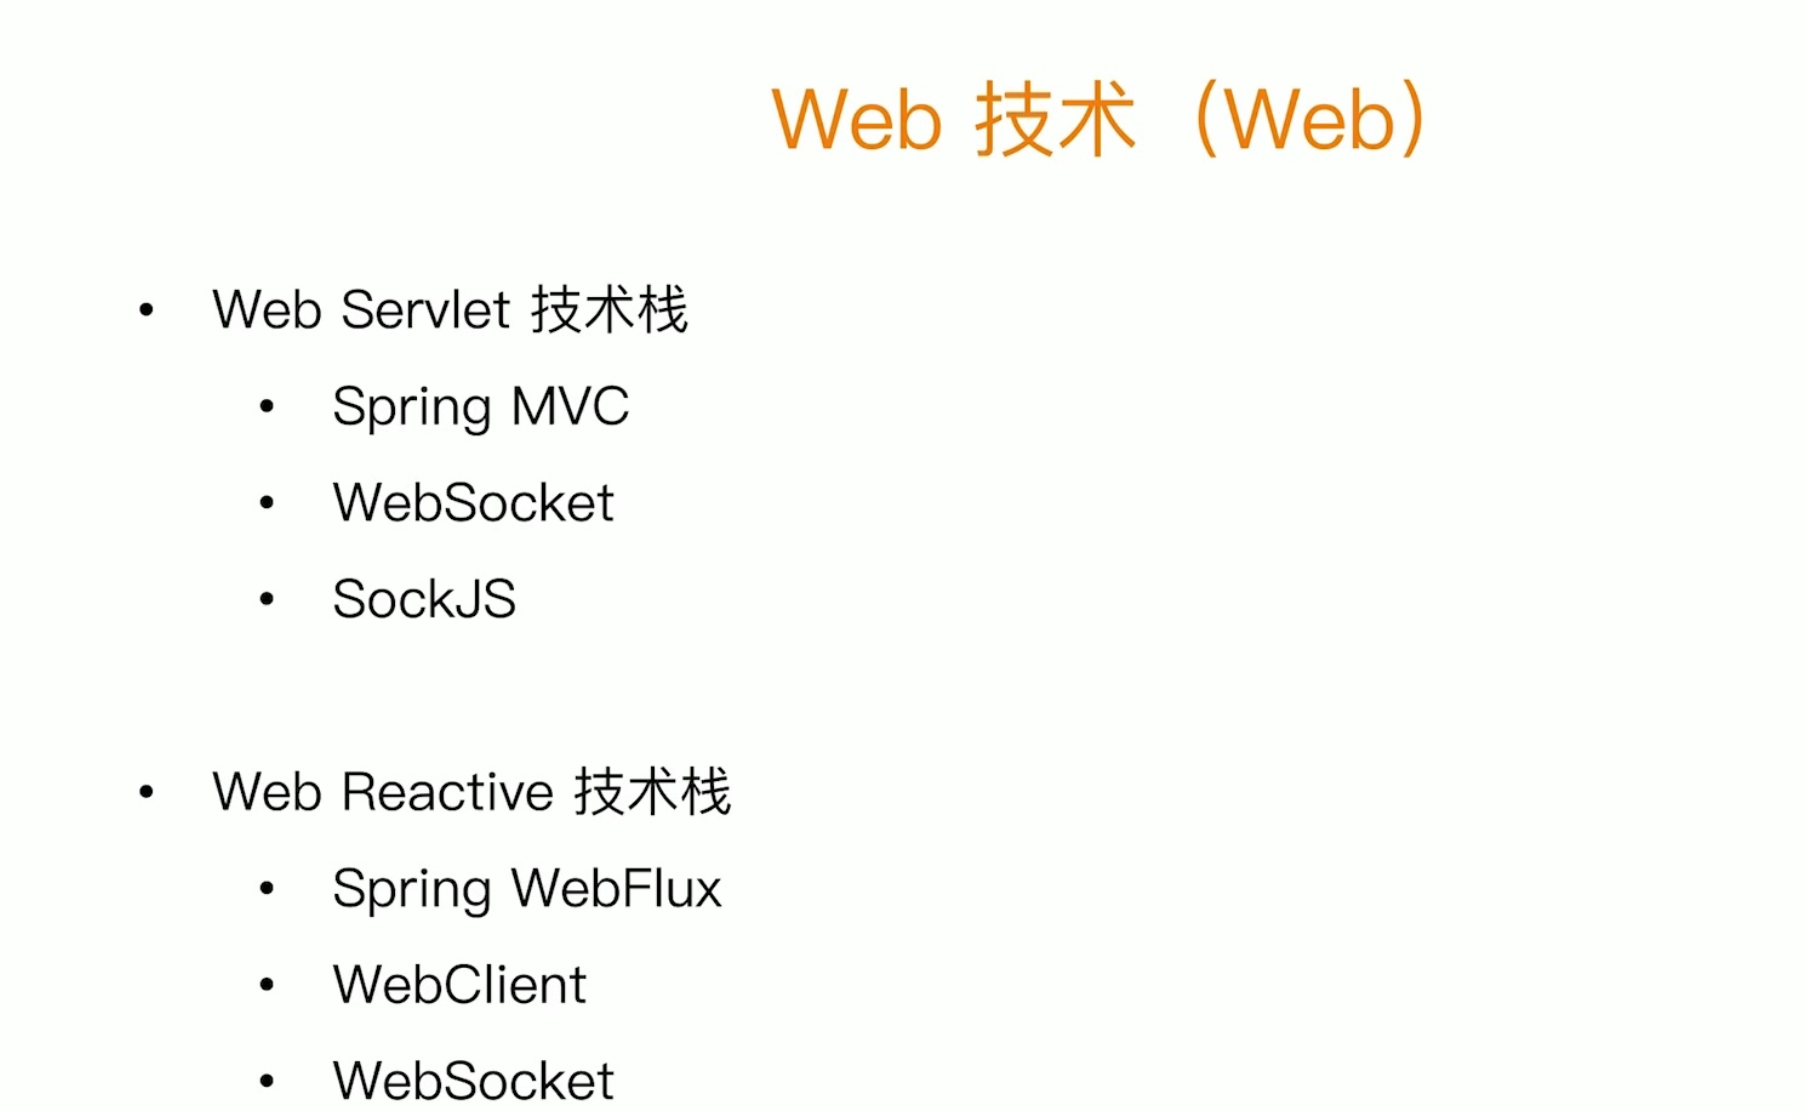 Web 技术（Web）
• Web Servlet 技术栈
• Spring MVC
• WebSocket
• SockJS
• Web Reactive 技术栈
• Spring WebFlux
• WebClient
• WebSocket